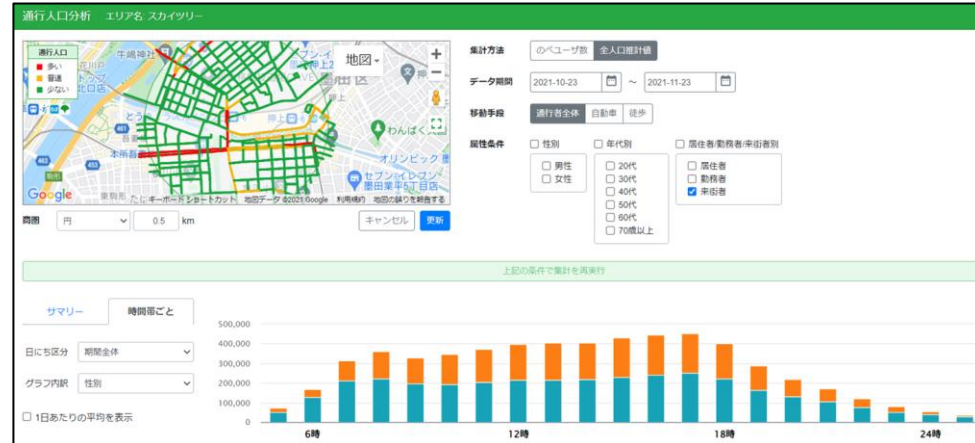 通行人口分析 エリア名: スカイツリー
通行人口
多い
普通
少ない
牛嶋神社
地図
+
−
北口店
押上
わんぱく
オリンピック
セブン-イレブン
墨田業平5丁目店
461
461
462
453
本所吾妻
Google
キーボード ショートカット 地図データ ©2021 Google 利用規約 地図の誤りを報告する
商圏 円 0.5 km キャンセル 更新
集計方法 のべユーザ数 全人口推計値
データ期間 2021-10-23 ~ 2021-11-23
移動手段 通行者全体 自動車 徒歩
属性条件 性別 年代別 居住者/勤務者/来街者別
男性 20代 居住者
女性 30代 勤務者
40代 来街者
50代
60代
70歳以上
上記の条件で集計を再実行
サマリー 時間帯ごと
日にち区分 期間全体
グラフ内訳 性別
1日あたりの平均を表示
500,000
400,000
300,000
200,000
100,000
0
6時 12時 18時 24時